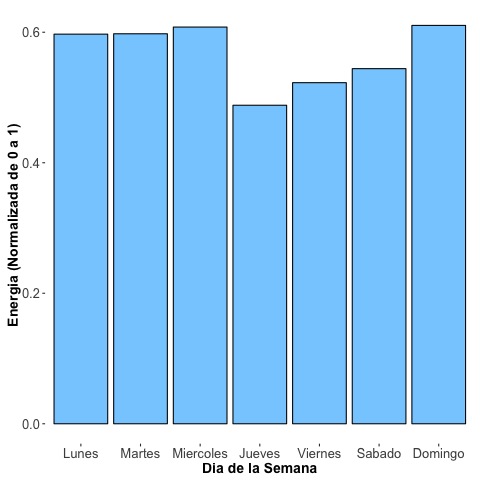 Energia (Normalizada de 0 a 1)
0.6
0.4
0.2
0.0
Lunes Martes Miercoles Jueves Viernes Sabado Domingo
Dia de la Semana